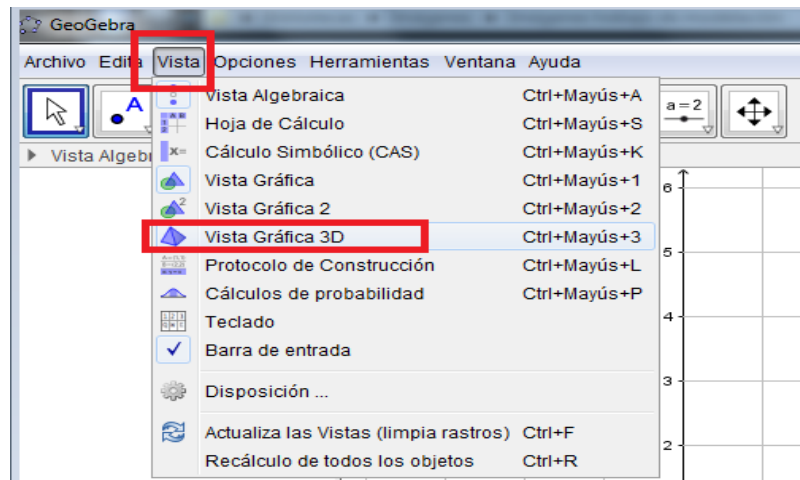 GeoGebra
Archivo Edita Vista Opciones Herramientas Ventana Ayuda
A
a=2
Vista Algebr
Vista Algebraica Ctrl+Mayús+A
Hoja de Cálculo Ctrl+Mayús+S
x= Cálculo Simbólico (CAS) Ctrl+Mayús+K
Vista Gráfica Ctrl+Mayús+1
2 Vista Gráfica 2 Ctrl+Mayús+2
Vista Gráfica 3D Ctrl+Mayús+3
Protocolo de Construcción Ctrl+Mayús+L
Cálculos de probabilidad Ctrl+Mayús+P
Teclado
Barra de entrada
Disposición ...
Actualiza las Vistas (limpia rastros) Ctrl+F
Recálculo de todos los objetos Ctrl+R
6
5
4
3
2